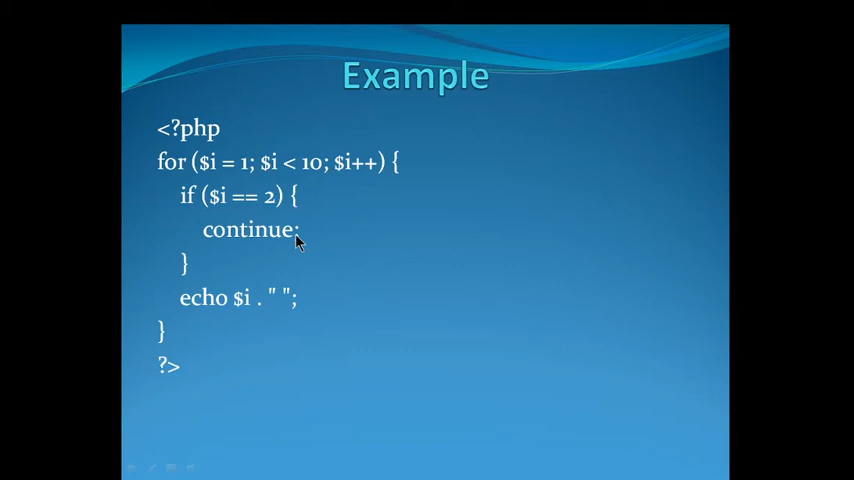 Example
<?php
for ($i = 1; $i < 10; $i++) {
if ($i == 2) {
continue;
}
echo $i . " ";
}
?>